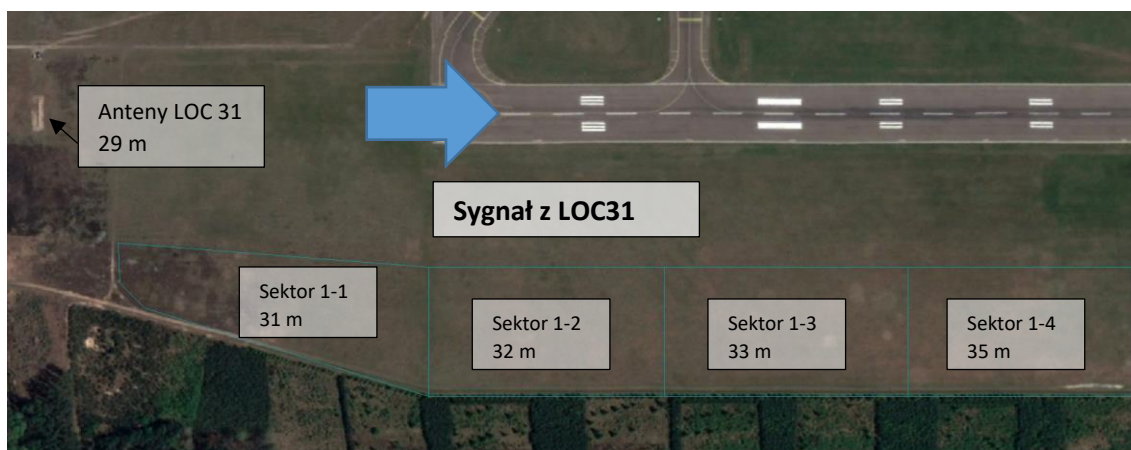 Anteny LOC 31
29 m
Sygnał z LOC31
Sektor 1-1
31 m
Sektor 1-2
32 m
Sektor 1-3
33 m
Sektor 1-4
35 m